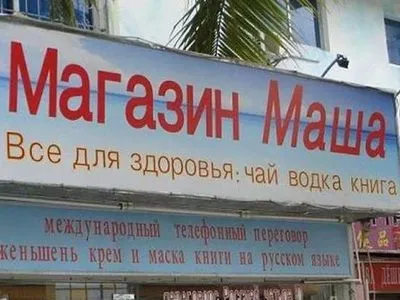 Магазин Маша
Все для здоровья: чай водка книга
международный телефонный переговор
женьшень крем и маска книги на русском языке